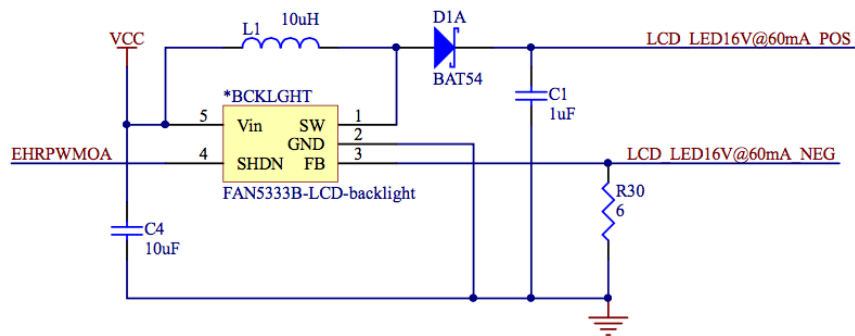 D1A
10uH
L1
VCC
LCD_LED16V@60mA_POS
BAT54
*BCKLGHT
C1
1uF
5 Vin SW 1
GND 2
EHRPWMOA
4 SHDN FB 3
LCD_LED16V@60mA_NEG
FAN5333B-LCD-backlight
R30
6
C4
10uF